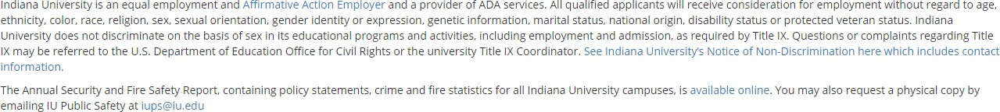 Indiana University is an equal employment and Affirmative Action Employer and a provider of ADA services. All qualified applicants will receive consideration for employment without regard to age,
ethnicity, color, race, religion, sex, sexual orientation, gender identity or expression, genetic information, marital status, national origin, disability status or protected veteran status. Indiana
University does not discriminate on the basis of sex in its educational programs and activities, including employment and admission, as required by Title IX. Questions or complaints regarding Title
IX may be referred to the U.S. Department of Education Office for Civil Rights or the university Title IX Coordinator. See Indiana University's Notice of Non-Discrimination here which includes contact
information.
The Annual Security and Fire Safety Report, containing policy statements, crime and fire statistics for all Indiana University campuses, is available online. You may also request a physical copy by
emailing IU Public Safety at iups@iu.edu